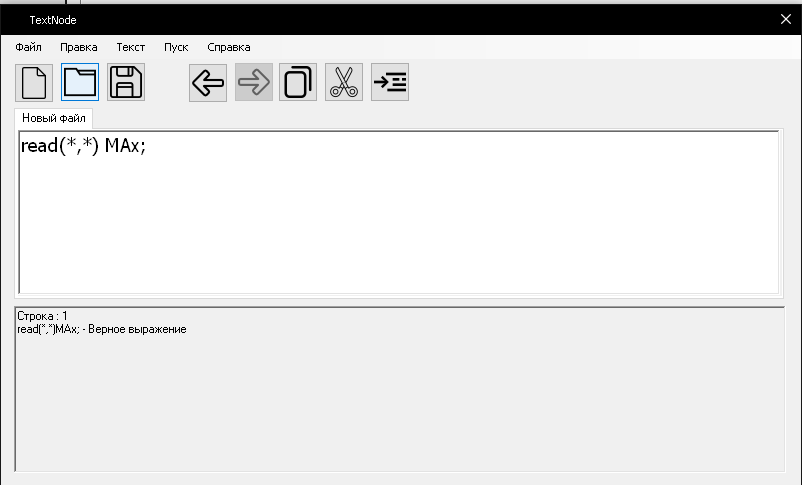 TextNode
Файл Правка Текст Пуск Справка
Новый файл
read(*,*) MAx;
Строка : 1
read(*,*)MAx; - Верное выражение